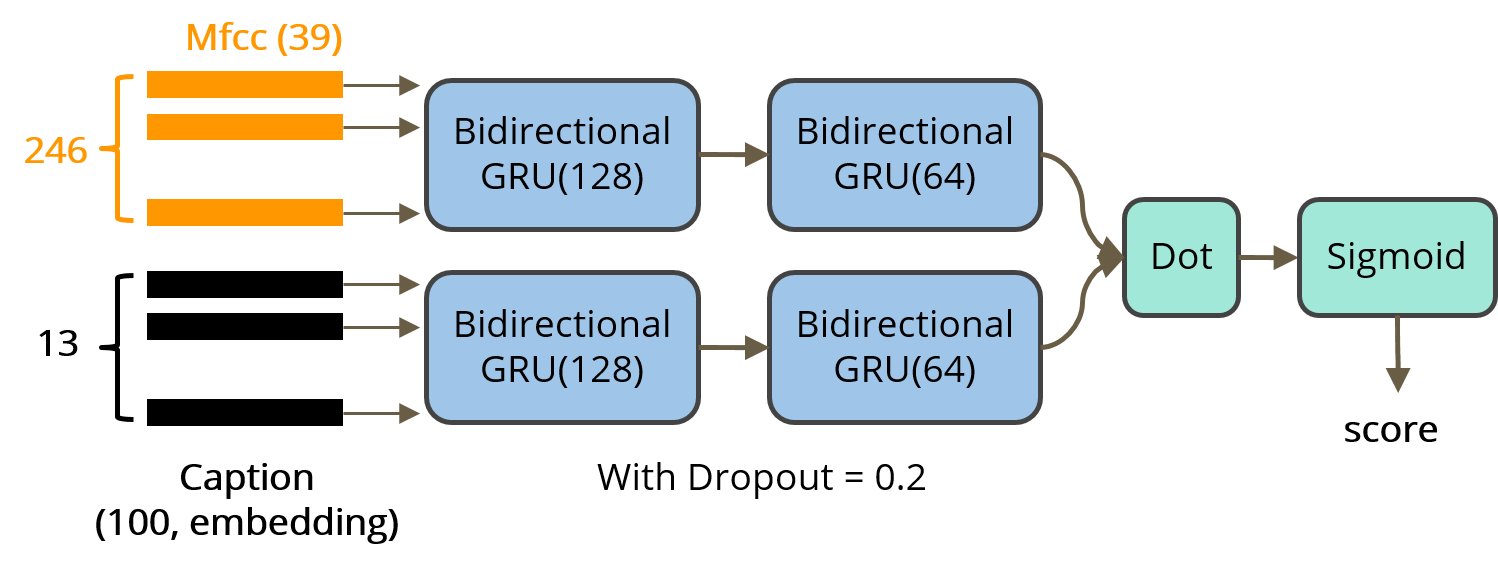 Mfcc (39)
246
Bidirectional
GRU(128)
Bidirectional
GRU(64)
13
Bidirectional
GRU(128)
Bidirectional
GRU(64)
Dot
Sigmoid
score
Caption
(100, embedding)
With Dropout = 0.2